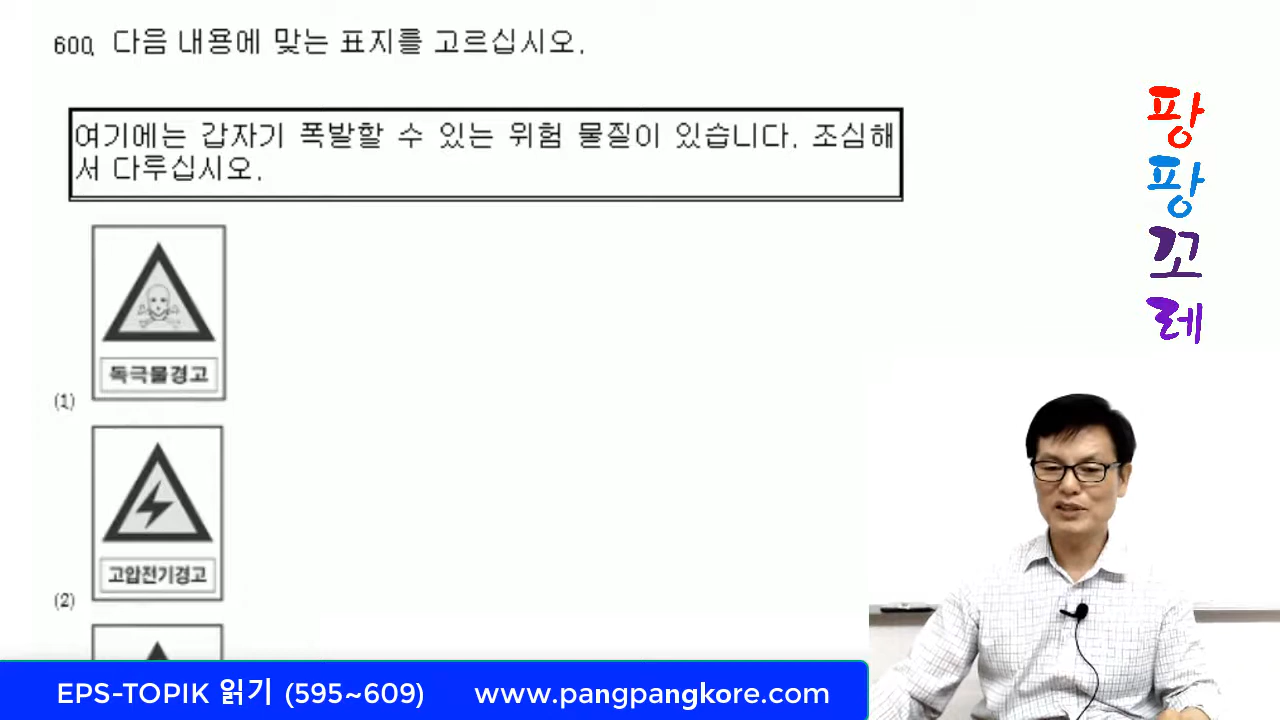 600. 다음 내용에 맞는 표지를 고르십시오.
여기에는 갑자기 폭발할 수 있는 위험 물질이 있습니다. 조심해
서 다루십시오.
독극물경고
(1)
고압전기경고
(2)
팡
팡
꼬
레
EPS-TOPIK 읽기 (595~609) www.pangpangkore.com